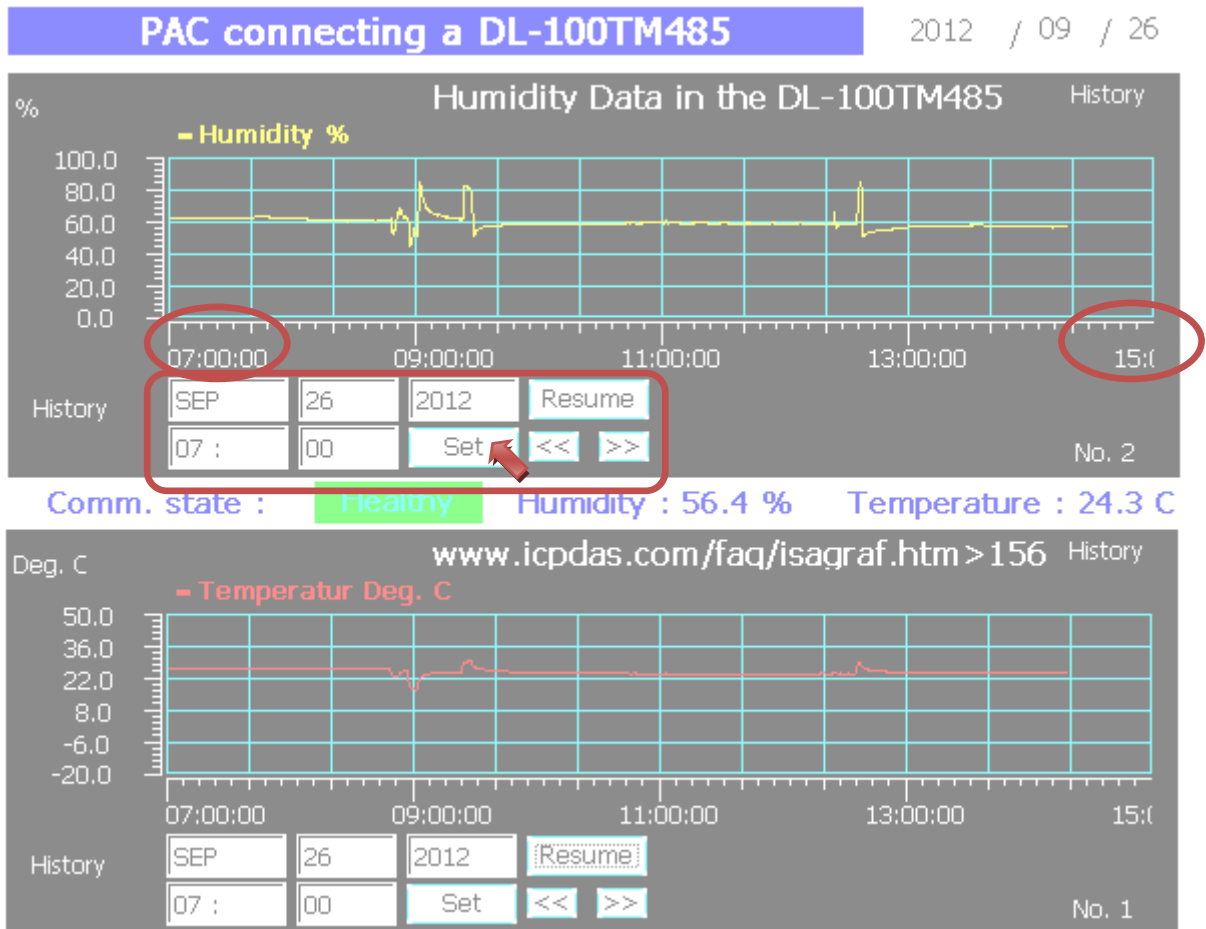 PAC connecting a DL-100TM485 2012 / 09 / 26
% Humidity Data in the DL-100TM485 History
Humidity %
100.0
80.0
60.0
40.0
20.0
0.0
07:00:00 09:00:00 11:00:00 13:00:00 15:(
History SEP 26 2012 Resume
07 : 00 Set << >> No. 2
Comm. state : Healthy Humidity : 56.4 % Temperature : 24.3 C
Deg. C www.icpdas.com/faq/isagraf.htm>156 History
Temperatur Deg. C
50.0
36.0
22.0
8.0
-6.0
-20.0
07:00:00 09:00:00 11:00:00 13:00:00 15:(
History SEP 26 2012 Resume
07 : 00 Set << >> No. 1